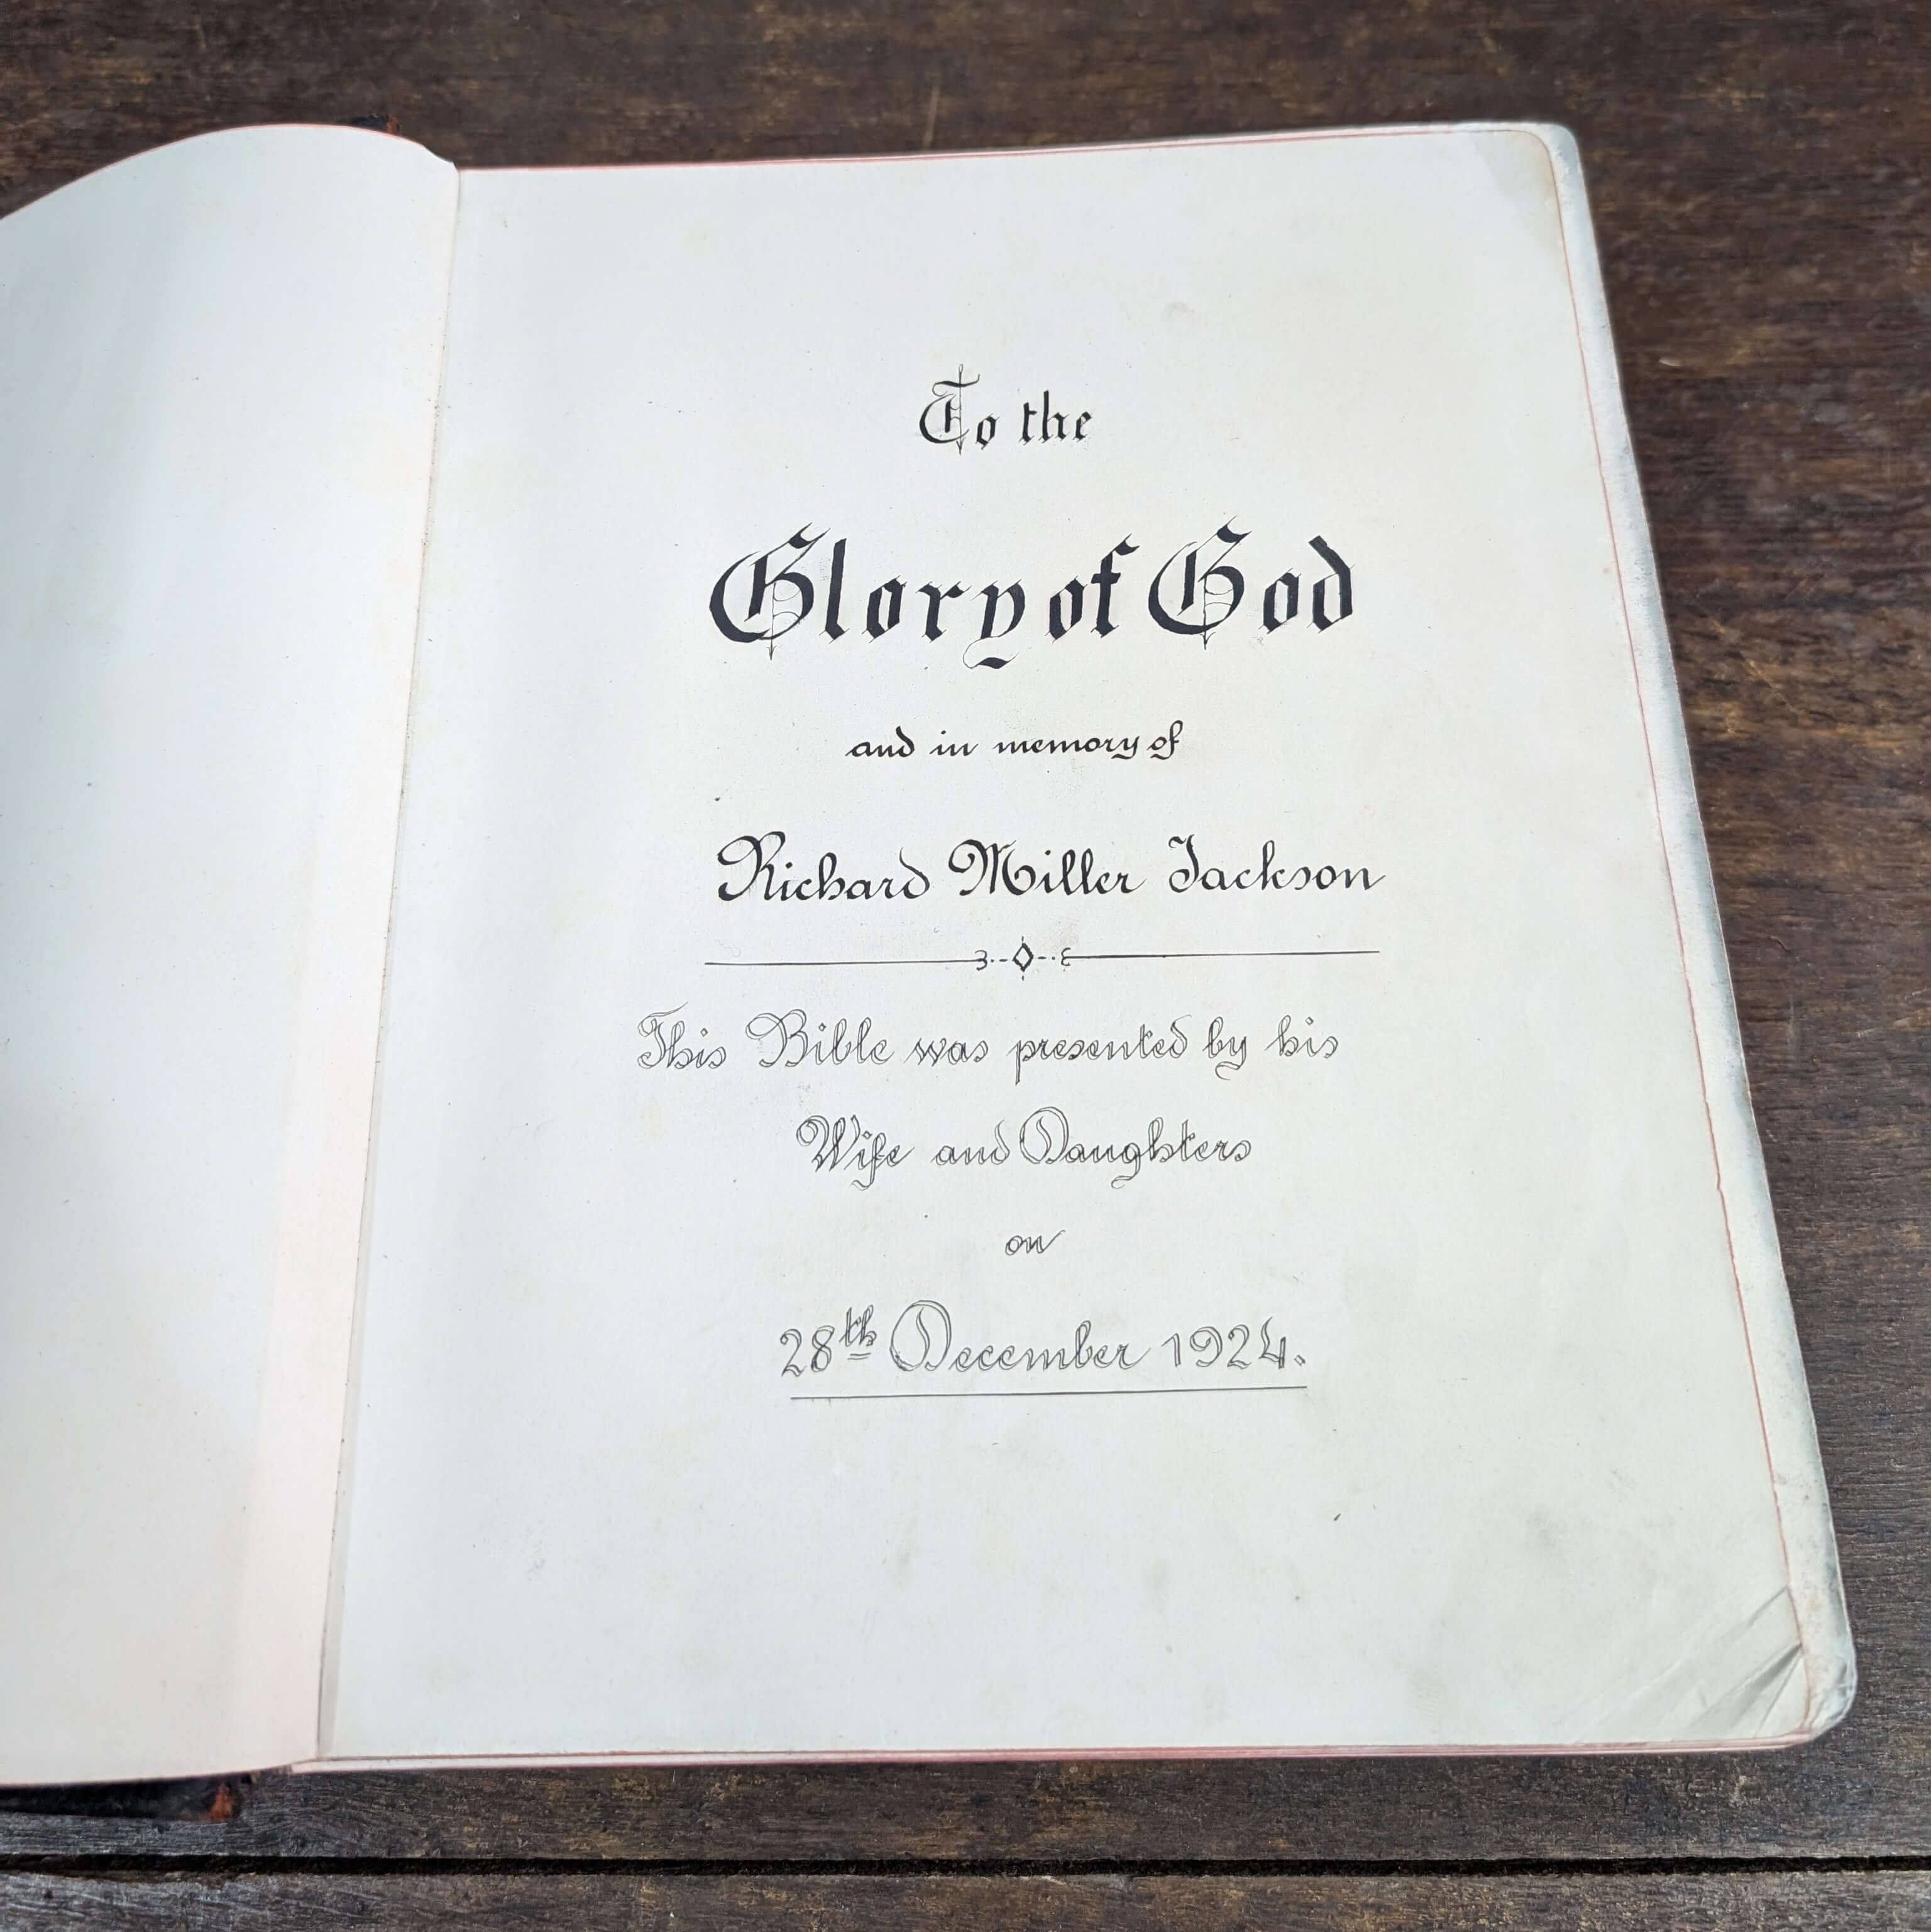 To the
Glory of God
and in memory of
Richard Miller Jackson
This Bible was presented by his
Wife and Daughters
on
28th December 1924.